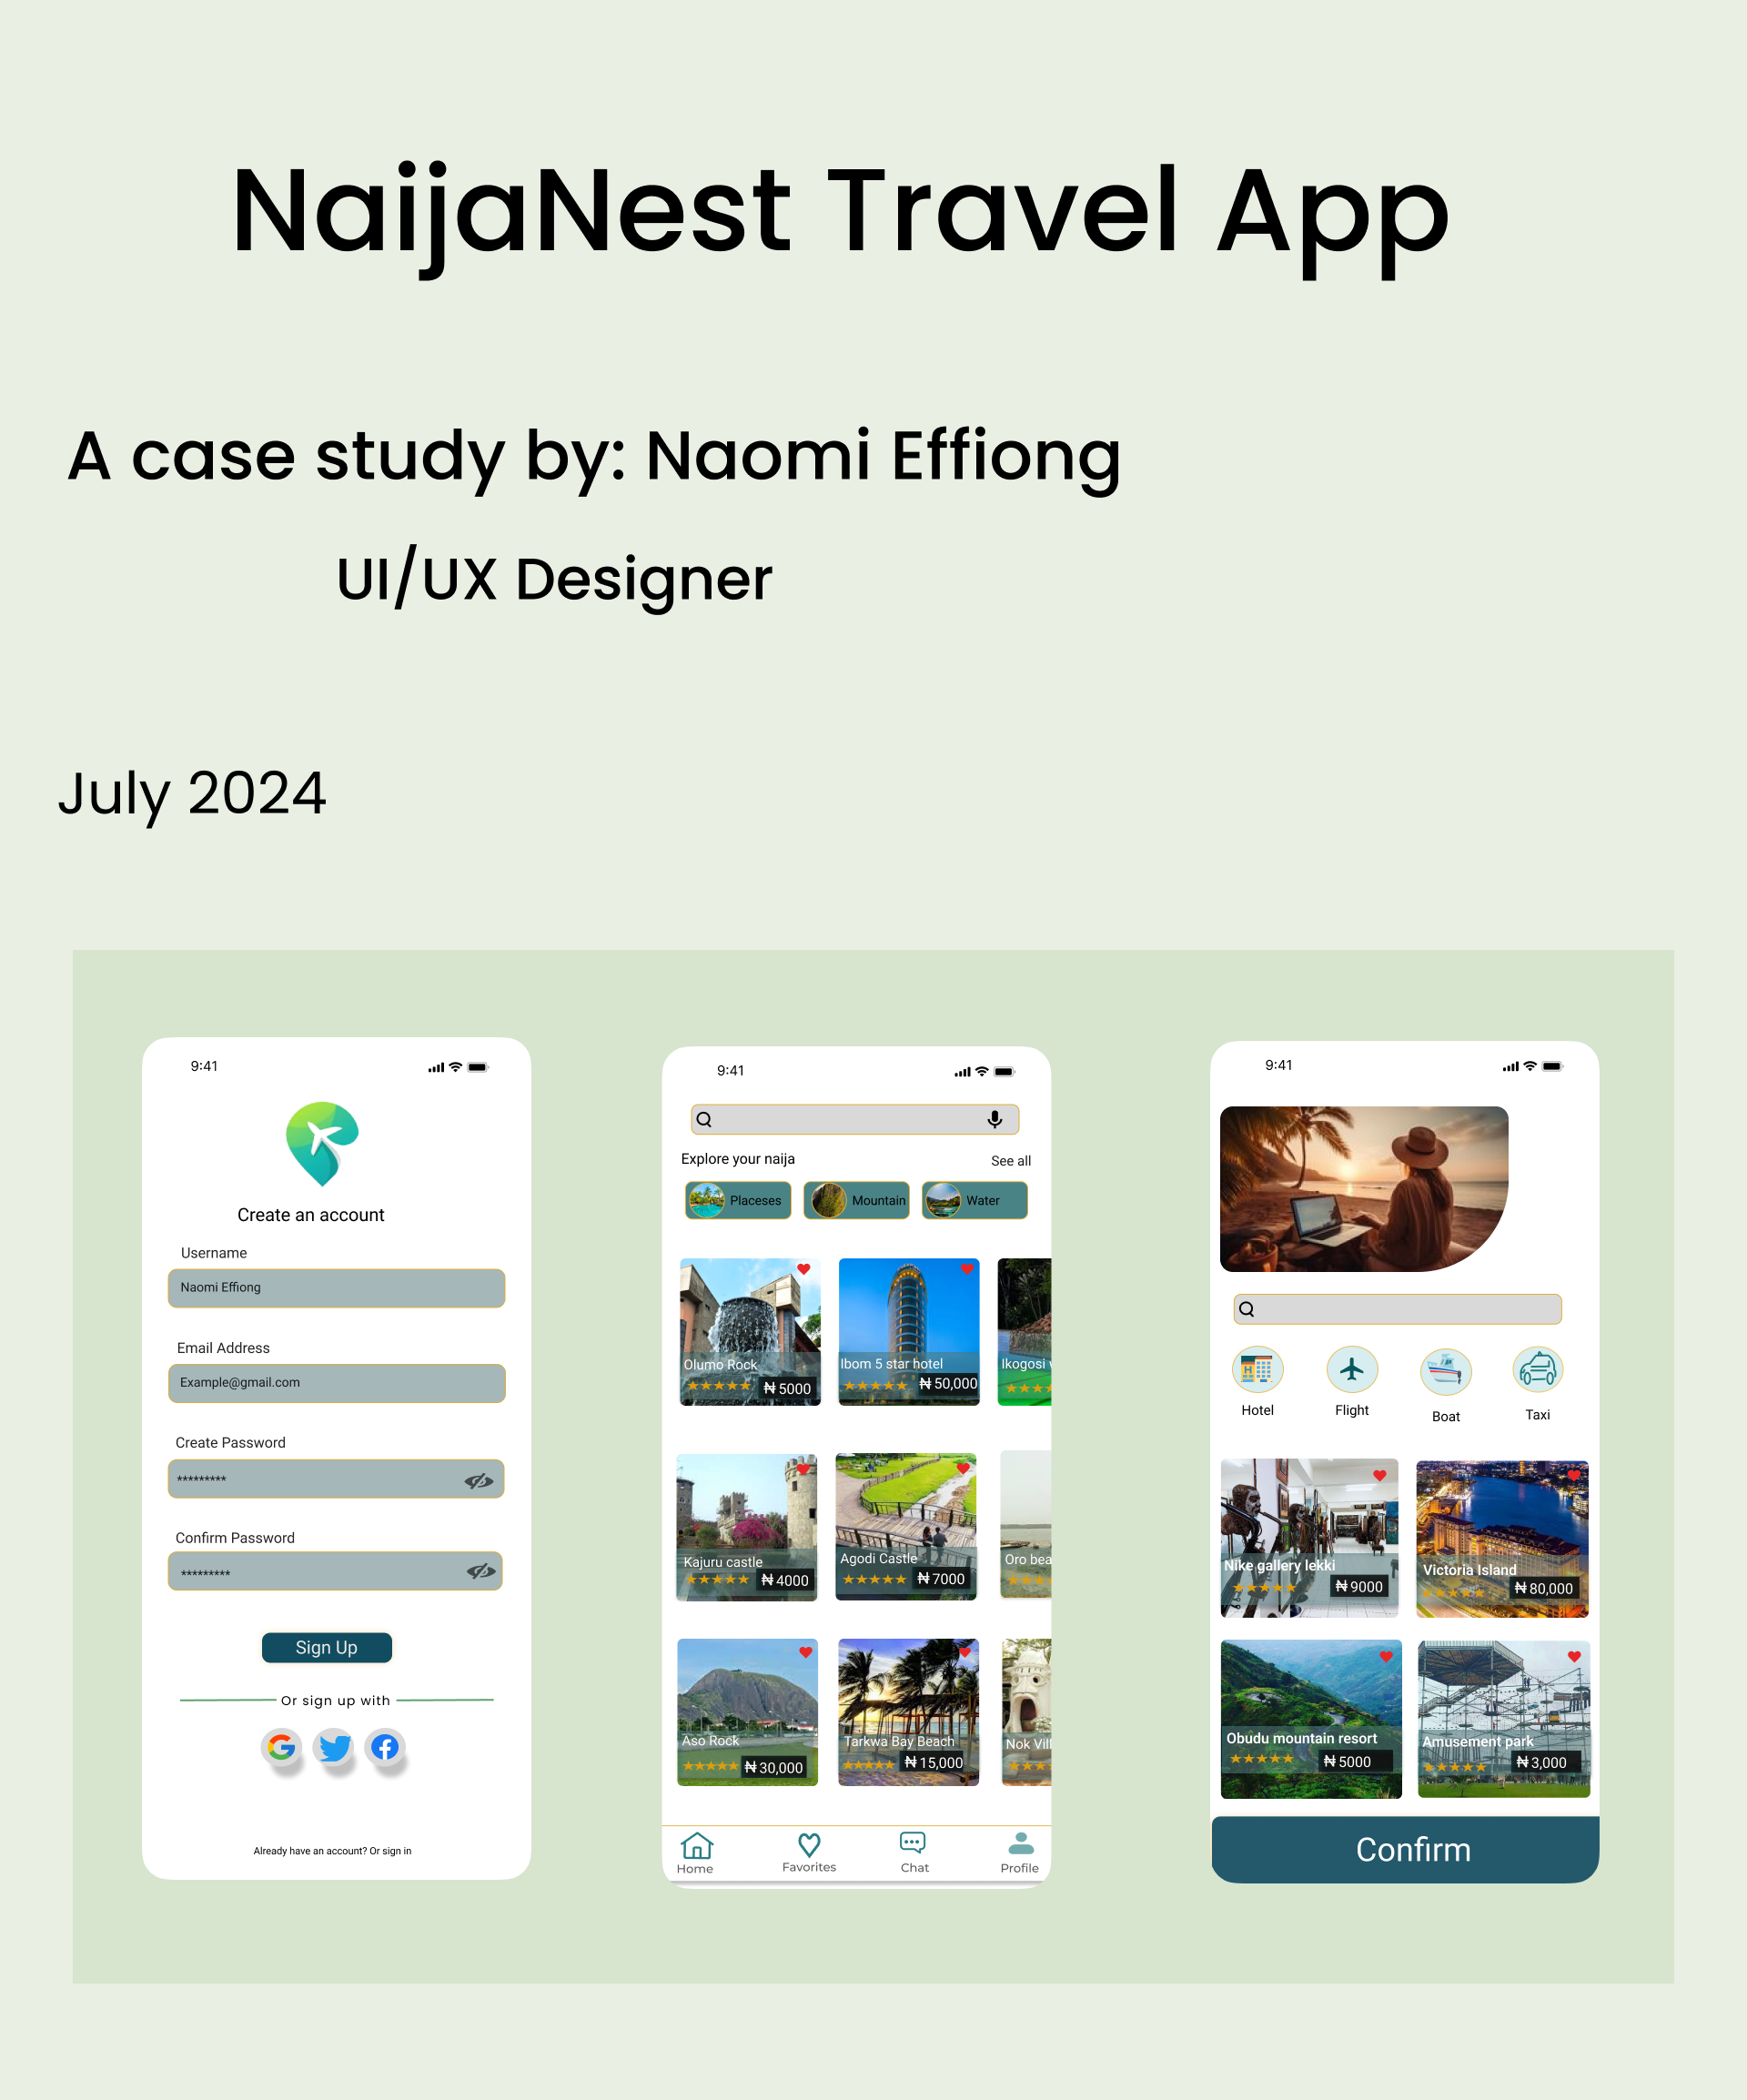 NaijaNest Travel App
A case study by: Naomi Effiong
UI/UX Designer
July 2024
9:41
Create an account
Username
Naomi Effiong
Email Address
Example@gmail.com
Create Password
*********
Confirm Password
*********
Sign Up
Or sign up with
Already have an account? Or sign in
9:41
Explore your naija See all
Placeses Mountain Water
Olumo Rock Ibom 5 star hotel Ikogosi
₦ 5000 ₦ 50,000
Kajuru castle Agodi Castle Oro bea
₦ 4000 ₦ 7000
Aso Rock Tarkwa Bay Beach Nok Vill
₦ 30,000 ₦ 15,000
Home Favorites Chat Profile
9:41
Hotel Flight Boat Taxi
Nike gallery lekki Victoria Island
₦ 9000 ₦ 80,000
Obudu mountain resort Amusement park
₦ 5000 ₦ 3,000
Confirm